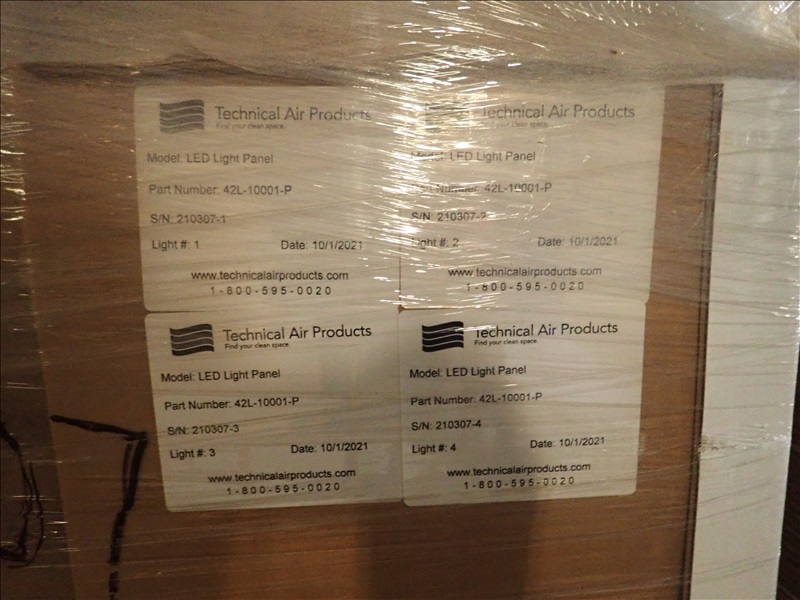 Technical Air Products
Find your clean space.
Model: LED Light Panel
Part Number: 42L-10001-P
S/N: 210307-1
Light #: 1 Date: 10/1/2021
www.technicalairproducts.com
1-800-595-0020
Technical Air Products
Find your clean space.
Model: LED Light Panel
Part Number: 42L-10001-P
S/N: 210307-2
Light #: 2 Date: 10/1/2021
www.technicalairproducts.com
1-800-595-0020
Technical Air Products
Find your clean space.
Model: LED Light Panel
Part Number: 42L-10001-P
S/N: 210307-3
Light #: 3 Date: 10/1/2021
www.technicalairproducts.com
1-800-595-0020
Technical Air Products
Find your clean space.
Model: LED Light Panel
Part Number: 42L-10001-P
S/N: 210307-4
Light #: 4 Date: 10/1/2021
www.technicalairproducts.com
1-800-595-0020